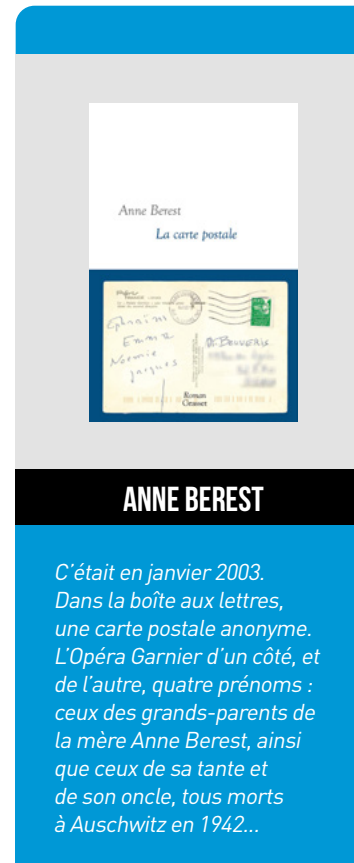 Anne Berest
La carte postale
Ephraïm
Emma
Noemie
Jacques
M. Bouveris
Roman
Grasset
ANNE BEREST
C'était en janvier 2003.
Dans la boîte aux lettres,
une carte postale anonyme.
L'Opéra Garnier d'un côté, et
de l'autre, quatre prénoms :
ceux des grands-parents de
la mère Anne Berest, ainsi
que ceux de sa tante et
de son oncle, tous morts
à Auschwitz en 1942...